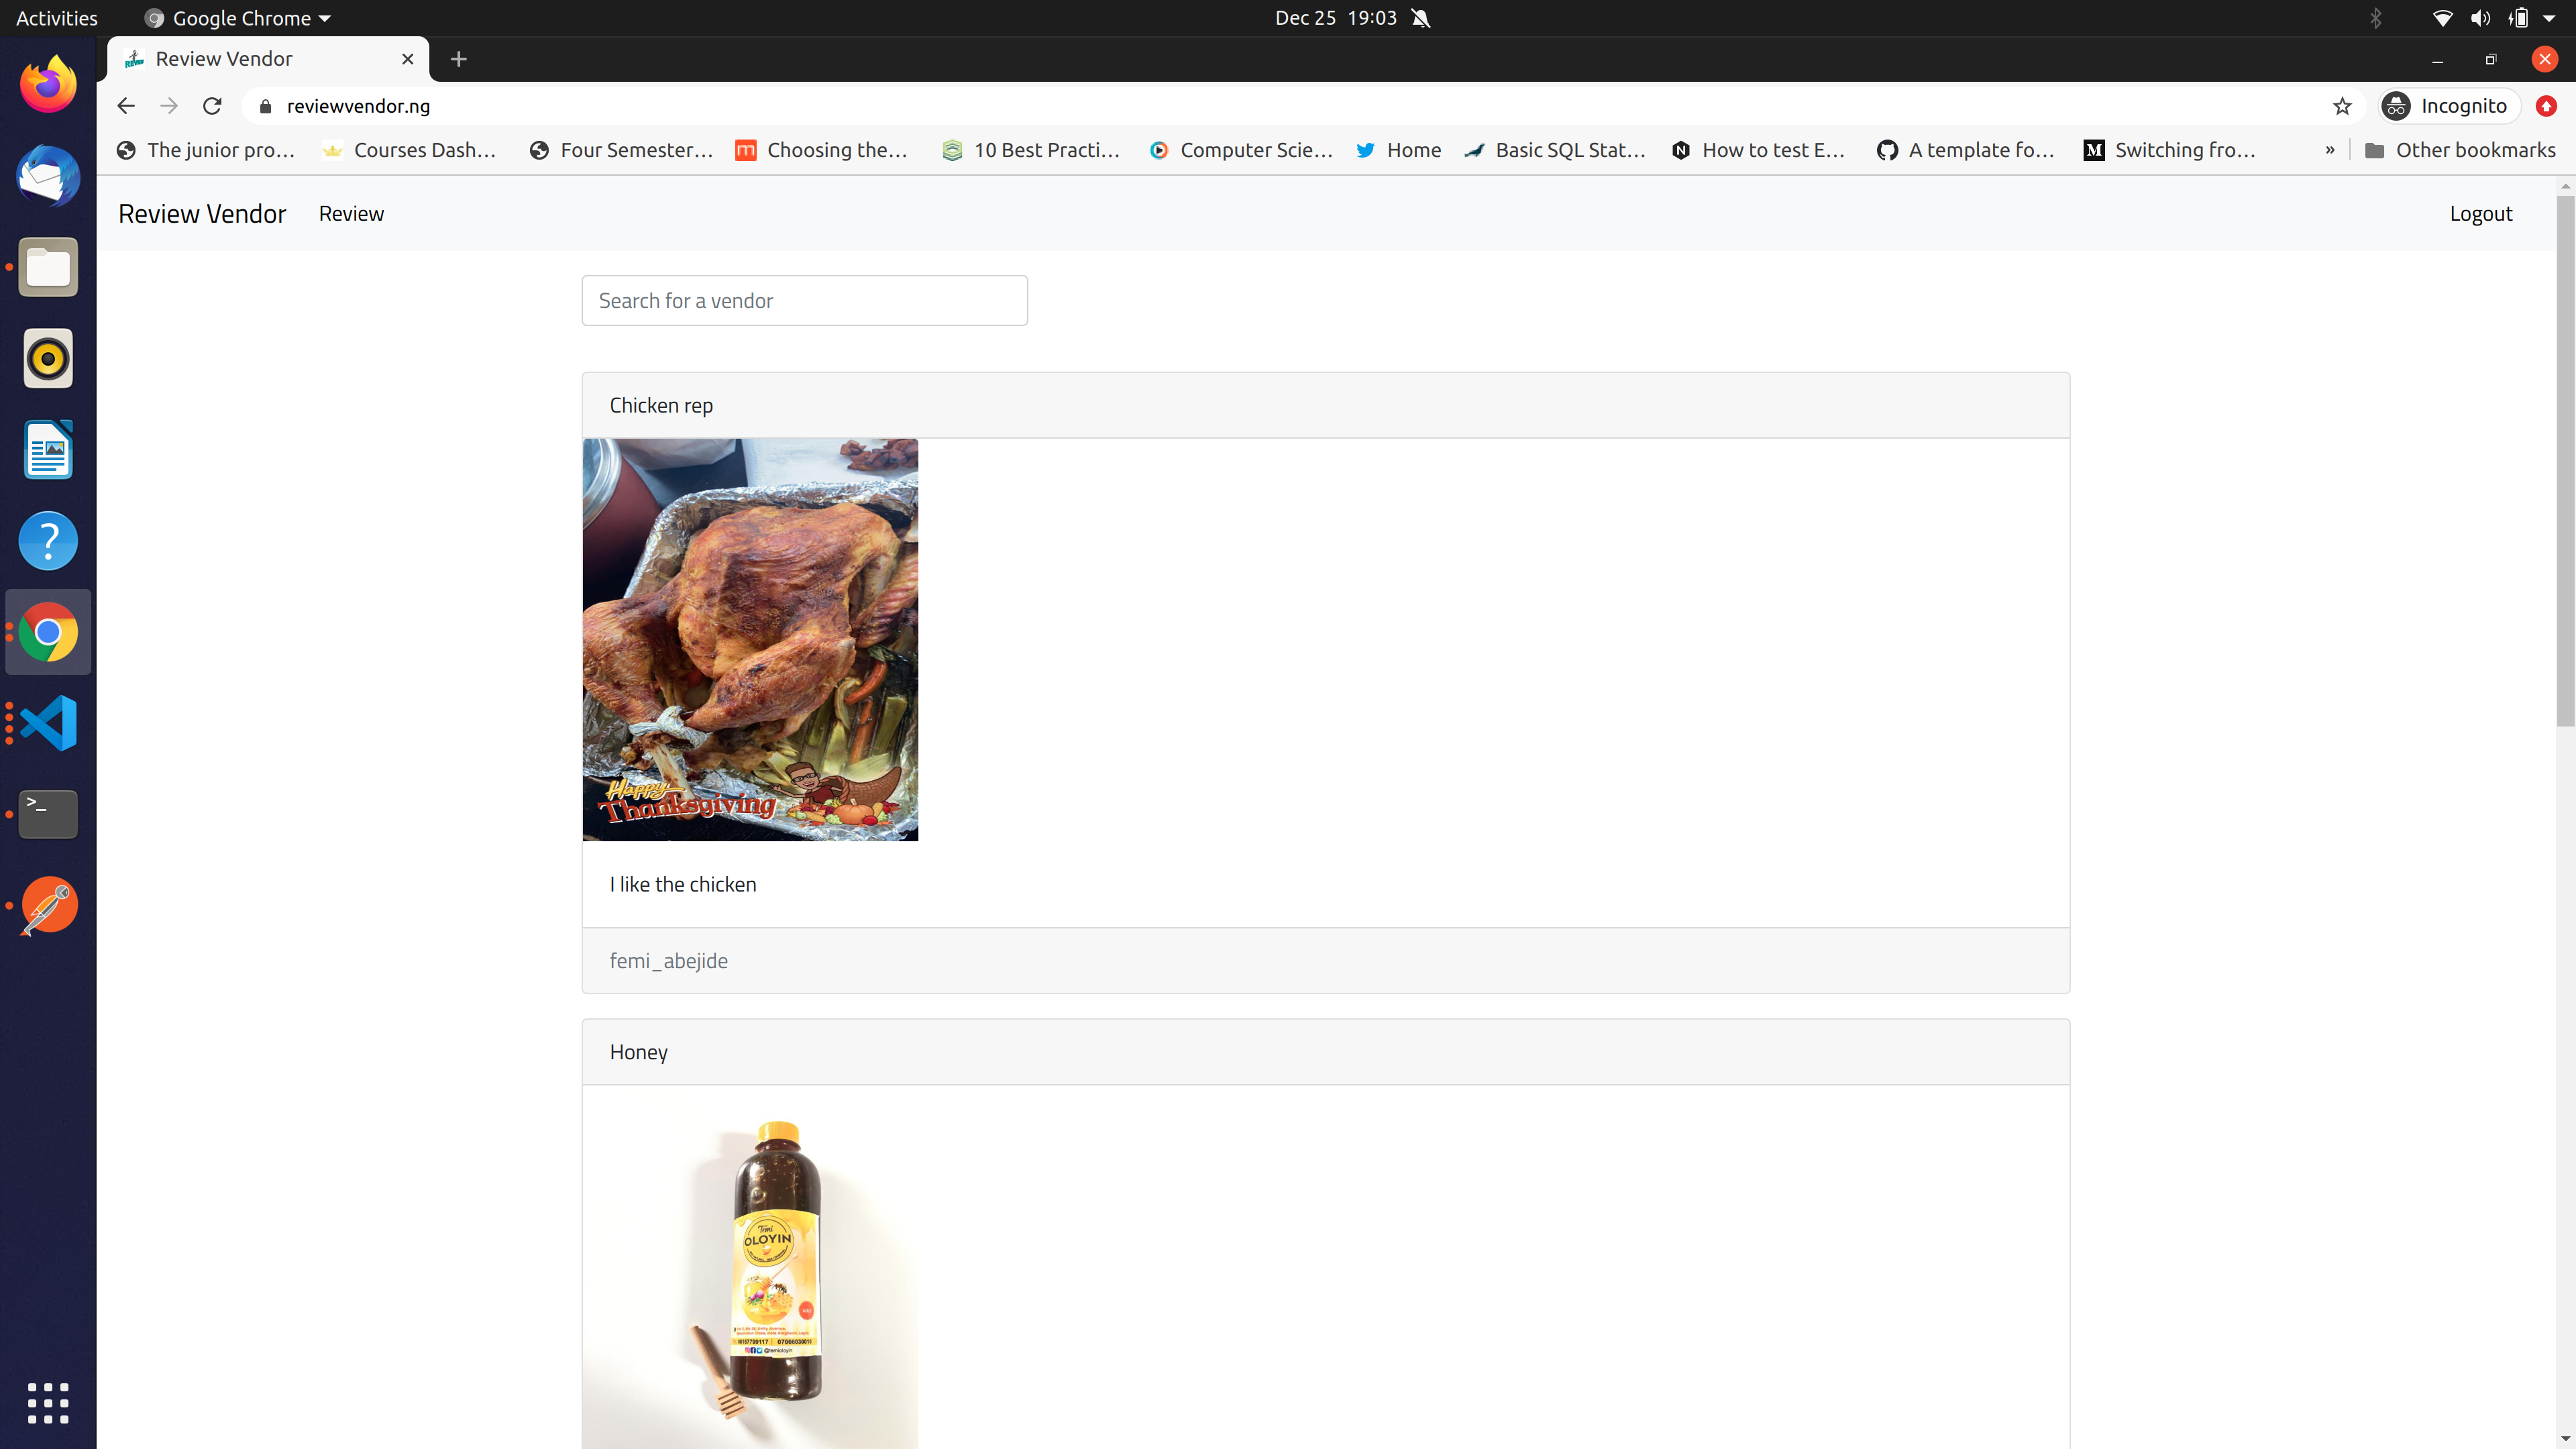 Activities
Google Chrome
Dec 25 19:03
Review Vendor
reviewvendor.ng
Incognito
The junior pro...
Courses Dash...
Four Semester...
Choosing the...
10 Best Practi...
Computer Scie...
Home
Basic SQL Stat...
How to test E...
A template fo...
Switching fro...
»
Other bookmarks
Review Vendor
Review
Logout
Search for a vendor
Chicken rep
Happy
Thanksgiving
I like the chicken
femi_abejide
Honey
OLOYIN